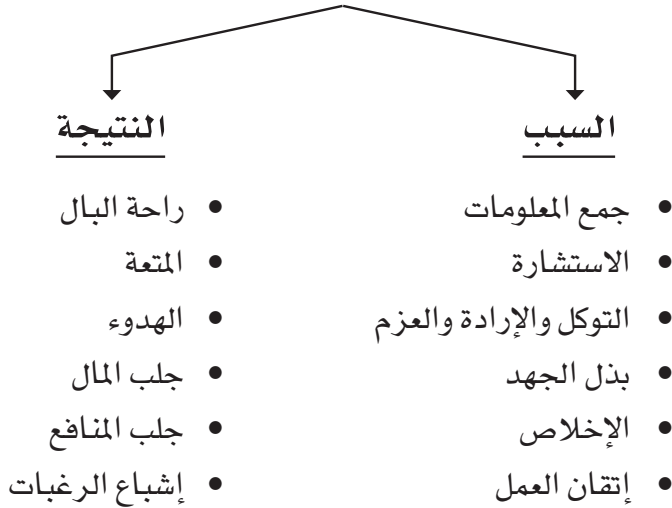 السبب
• جمع المعلومات
• الاستشارة
• التوكل والإرادة والعزم
• بذل الجهد
• الإخلاص
• إتقان العمل
النتيجة
• راحة البال
• المتعة
• الهدوء
• جلب المال
• جلب المنافع
• إشباع الرغبات